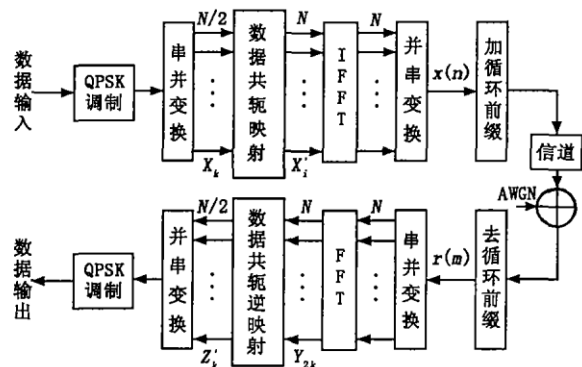 数据输入
QPSK
调制
串并变换
N/2
X_k
数据共轭映射
N
X'_i
IFFT
N
并串变换
x(n)
加循环前缀
信道
AWGN
数据输出
QPSK
调制
并串变换
N/2
Z'_k
数据共轭逆映射
N
Y_{2k}
FFT
N
串并变换
r(m)
去循环前缀